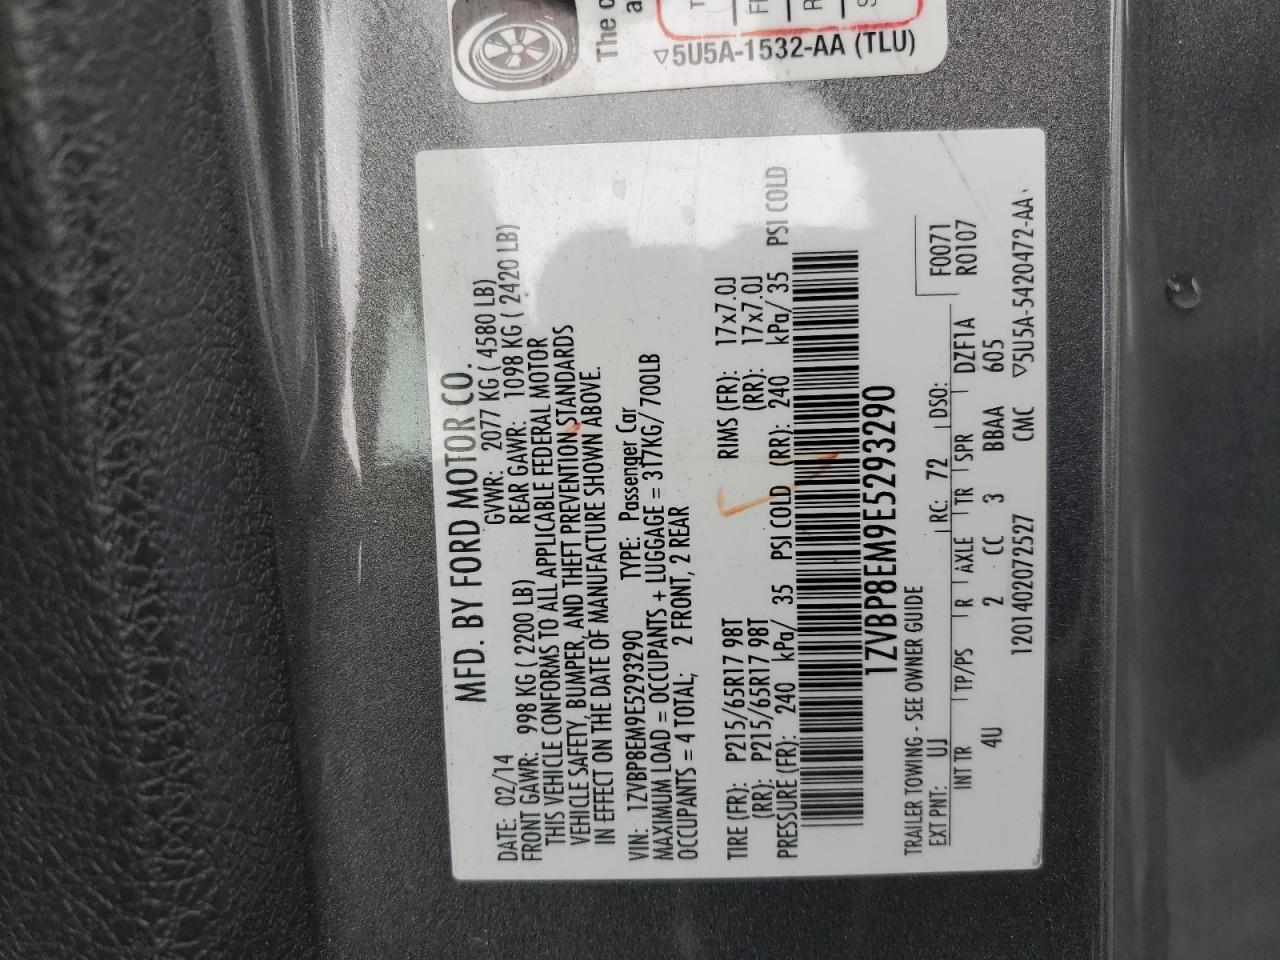 The c
a
▽5U5A-1532-AA (TLU)
MFD. BY FORD MOTOR CO.
DATE: 02/14 GVWR: 2077 KG ( 4580 LB)
FRONT GAWR: 998 KG ( 2200 LB) REAR GAWR: 1098 KG ( 2420 LB)
THIS VEHICLE CONFORMS TO ALL APPLICABLE FEDERAL MOTOR
VEHICLE SAFETY, BUMPER, AND THEFT PREVENTION STANDARDS
IN EFFECT ON THE DATE OF MANUFACTURE SHOWN ABOVE.
VIN: 1ZVBP8EM9E5293290 TYPE: Passenger Car
MAXIMUM LOAD = OCCUPANTS + LUGGAGE = 317KG/ 700LB
OCCUPANTS = 4 TOTAL; 2 FRONT, 2 REAR
TIRE (FR): P215/65R17 98T RIMS (FR): 17x7.0J
(RR): P215/65R17 98T (RR): 17x7.0J
PRESSURE (FR): 240 kPa/ 35 PSI COLD (RR): 240 kPa/ 35 PSI COLD
1ZVBP8EM9E5293290
TRAILER TOWING - SEE OWNER GUIDE
F0071
R0107
EXT PNT: UJ RC: 72 DSO:
INT TR TP/PS R AXLE TR SPR DZF1A
4U 2 CC 3 BBAA 605
1201402072527 CMC ▽5U5A-5420472-AA